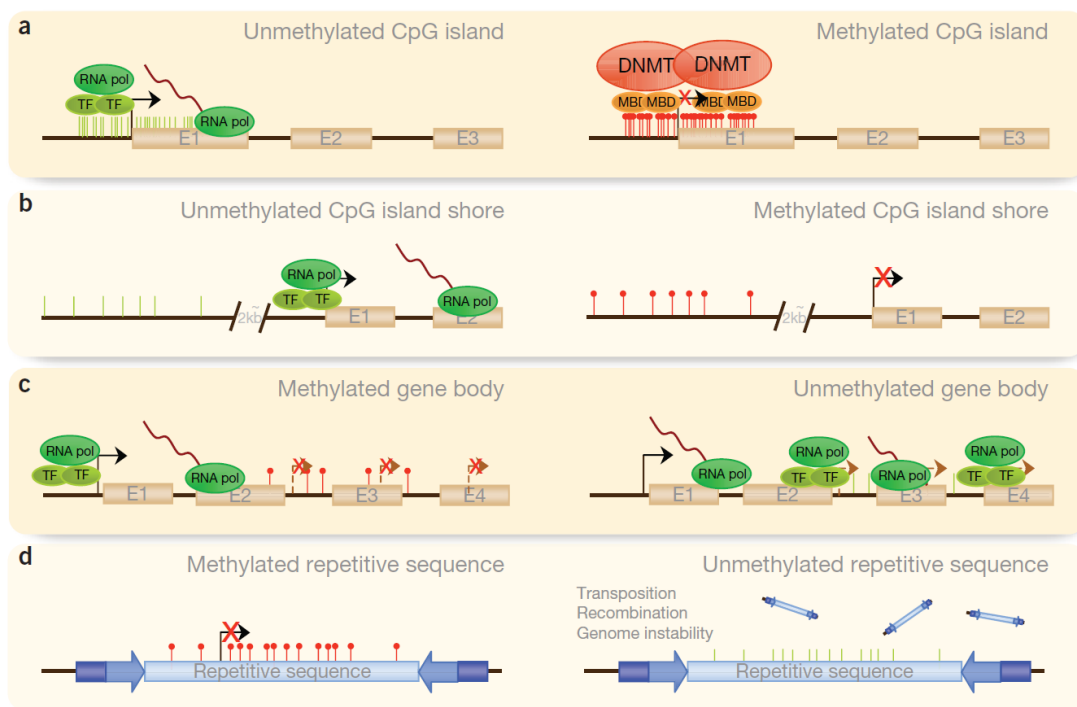 a
Unmethylated CpG island
Methylated CpG island
RNA pol
TF TF
RNA pol
E1 E2 E3
DNMT DNMT
MBD MBD MBD MBD
X
E1 E2 E3
b
Unmethylated CpG island shore
Methylated CpG island shore
RNA pol
TF TF
RNA pol
~
2kb
E1 E2
X
~
2kb
E1 E2
c
Methylated gene body
Unmethylated gene body
RNA pol
TF TF
RNA pol
X X X
E1 E2 E3 E4
RNA pol
RNA pol
TF TF
RNA pol
RNA pol
TF TF
E1 E2 E3 E4
d
Methylated repetitive sequence
Unmethylated repetitive sequence
X
Repetitive sequence
Transposition
Recombination
Genome instability
Repetitive sequence